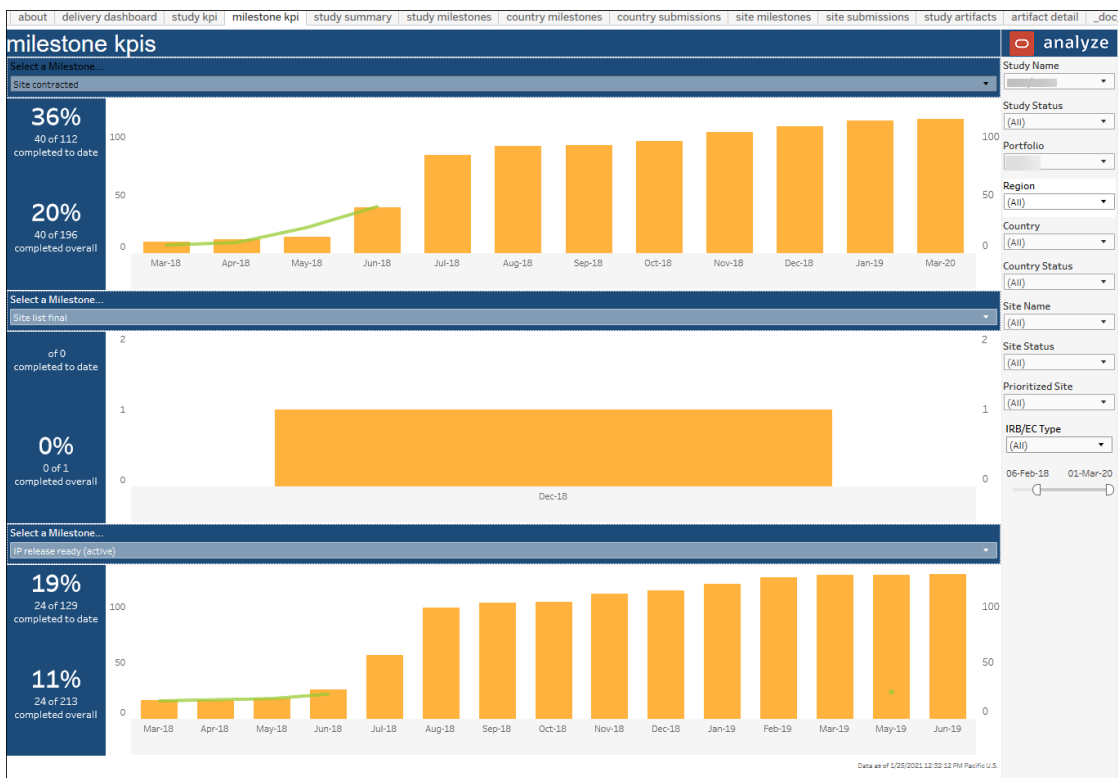 about delivery dashboard study kpi milestone kpi study summary study milestones country milestones country submissions site milestones site submissions study artifacts artifact detail _doc
milestone kpis
analyze
Select a Milestone...
Site contracted
36%
40 of 112
completed to date
20%
40 of 196
completed overall
100
50
0
100
50
0
Mar-18 Apr-18 May-18 Jun-18 Jul-18 Aug-18 Sep-18 Oct-18 Nov-18 Dec-18 Jan-19 Mar-20
Select a Milestone...
Site list final
of 0
completed to date
0%
0 of 1
completed overall
2
1
0
2
1
0
Dec-18
Select a Milestone...
IP release ready (active)
19%
24 of 129
completed to date
11%
24 of 213
completed overall
100
50
0
100
50
0
Mar-18 Apr-18 May-18 Jun-18 Jul-18 Aug-18 Sep-18 Oct-18 Nov-18 Dec-18 Jan-19 Feb-19 Mar-19 May-19 Jun-19
Data as of 1/25/2021 12:32:12 PM Pacific U.S.
Study Name
Study Status
(All)
Portfolio
Region
(All)
Country
(All)
Country Status
(All)
Site Name
(All)
Site Status
(All)
Prioritized Site
(All)
IRB/EC Type
(All)
06-Feb-18 01-Mar-20